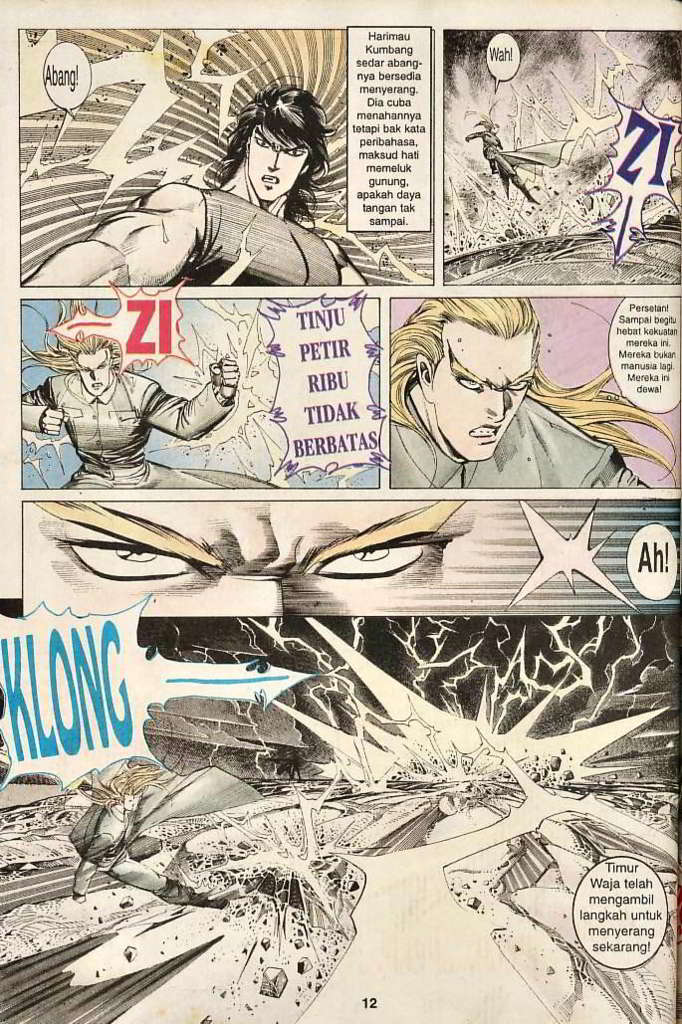 Abang!
Harimau
Kumbang
sedar abang-
nya bersedia
menyerang.
Dia cuba
menahannya
tetapi bak kata
peribahasa,
maksud hati
memeluk
gunung,
apakah daya
tangan tak
sampai.
Wah!
ZI
ZI
TINJU
PETIR
RIBU
TIDAK
BERBATAS
Persetan!
Sampai begitu
hebat kekuatan
mereka ini.
Mereka bukan
manusia lagi.
Mereka ini
dewa!
Ah!
KLONG
Timur
Waja telah
mengambil
langkah untuk
menyerang
sekarang!
12